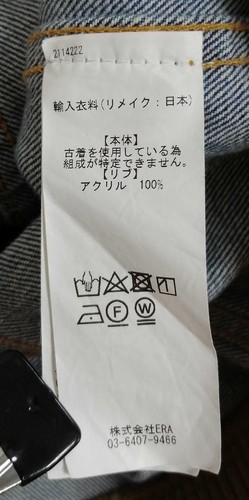 2114222
輸入衣料(リメイク:日本)
【本体】
古着を使用している為
組成が特定できません。
【リブ】
アクリル 100%
F W
株式会社ERA
03-6407-9466